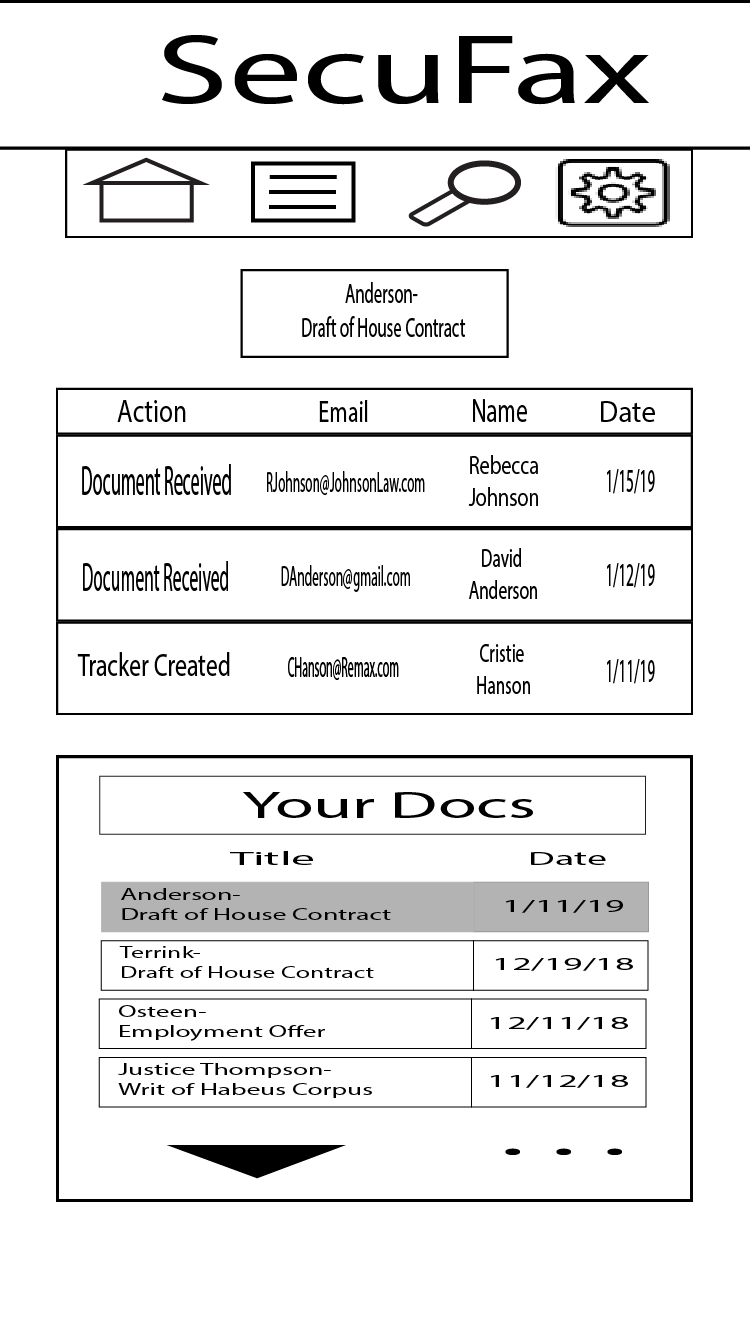 SecuFax
Anderson-
Draft of House Contract
Action Email Name Date
Document Received RJohnson@JohnsonLaw.com Rebecca Johnson 1/15/19
Document Received DAnderson@gmail.com David Anderson 1/12/19
Tracker Created CHanson@Remax.com Cristie Hanson 1/11/19
Your Docs
Title Date
Anderson-
Draft of House Contract 1/11/19
Terrink-
Draft of House Contract 12/19/18
Osteen-
Employment Offer 12/11/18
Justice Thompson-
Writ of Habeus Corpus 11/12/18